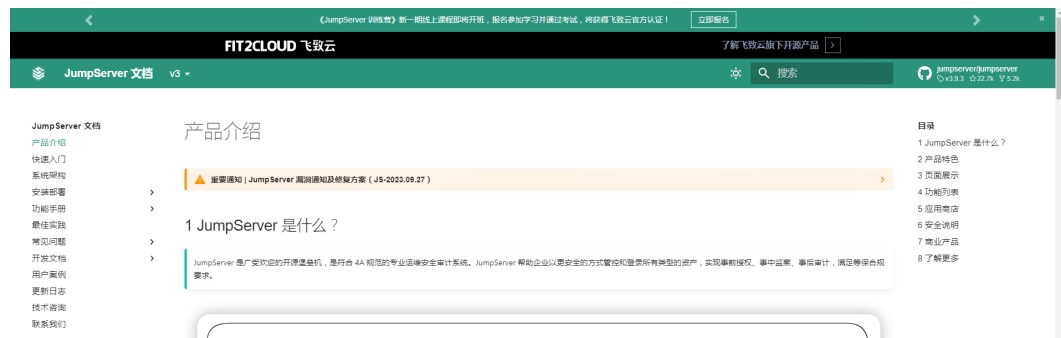 《JumpServer 训练营》新一期线上课程即将开班，报名参加学习并通过考试，将获得飞致云官方认证！ 立即报名
FIT2CLOUD 飞致云
了解飞致云旗下开源产品
JumpServer 文档 v3
搜索
jumpserver/jumpserver
v3.9.3 22.7k 5.2k
JumpServer 文档
产品介绍
快速入门
系统架构
安装部署
功能手册
最佳实践
常见问题
开发文档
用户案例
更新日志
技术咨询
联系我们
产品介绍
重要通知 | JumpServer 漏洞通知及修复方案（JS-2023.09.27）
1 JumpServer 是什么？
JumpServer 是广受欢迎的开源堡垒机，是符合 4A 规范的专业运维安全审计系统。JumpServer 帮助企业以更安全的方式管控和登录所有类型的资产，实现事前授权、事中监察、事后审计，满足等保合规
要求。
目录
1 JumpServer 是什么？
2 产品特色
3 页面展示
4 功能列表
5 应用商店
6 安全说明
7 商业产品
8 了解更多